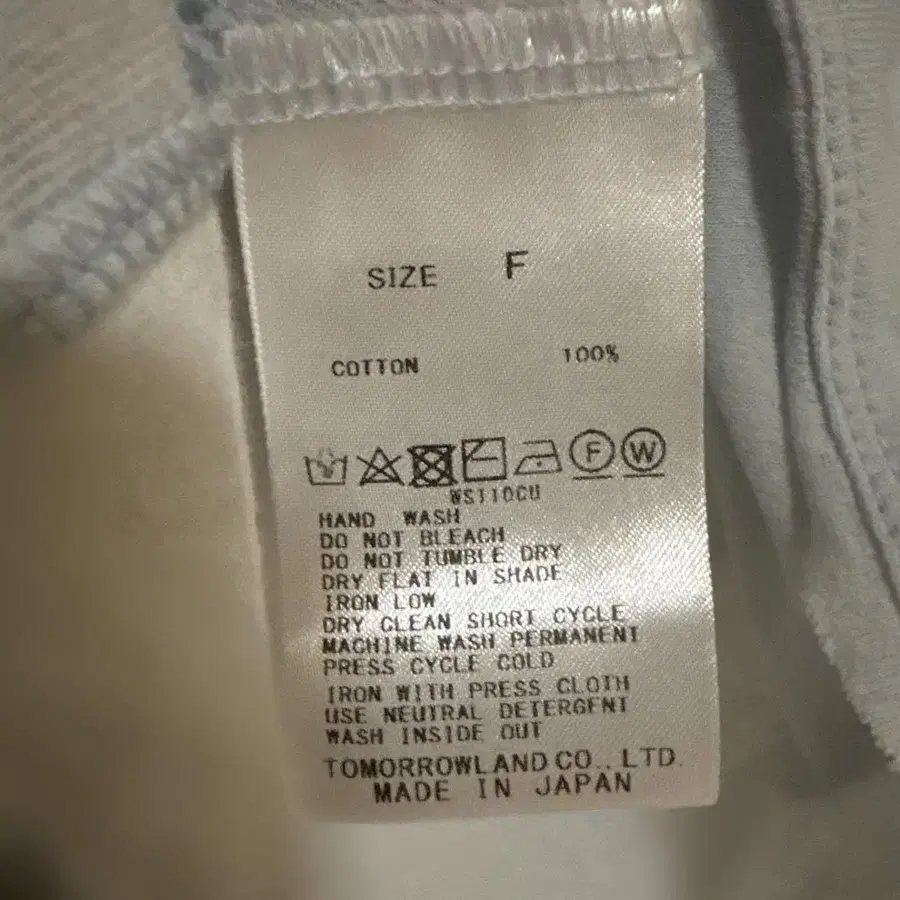 SIZE F
COTTON 100%
F W
WS110CU
HAND WASH
DO NOT BLEACH
DO NOT TUMBLE DRY
DRY FLAT IN SHADE
IRON LOW
DRY CLEAN SHORT CYCLE
MACHINE WASH PERMANENT
PRESS CYCLE COLD
IRON WITH PRESS CLOTH
USE NEUTRAL DETERGENT
WASH INSIDE OUT
TOMORROWLAND CO., LTD.
MADE IN JAPAN